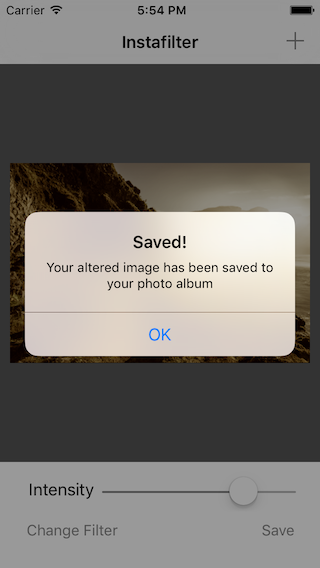 Carrier 5:54 PM
Instafilter
Saved!
Your altered image has been saved to
your photo album
OK
Intensity
Change Filter Save